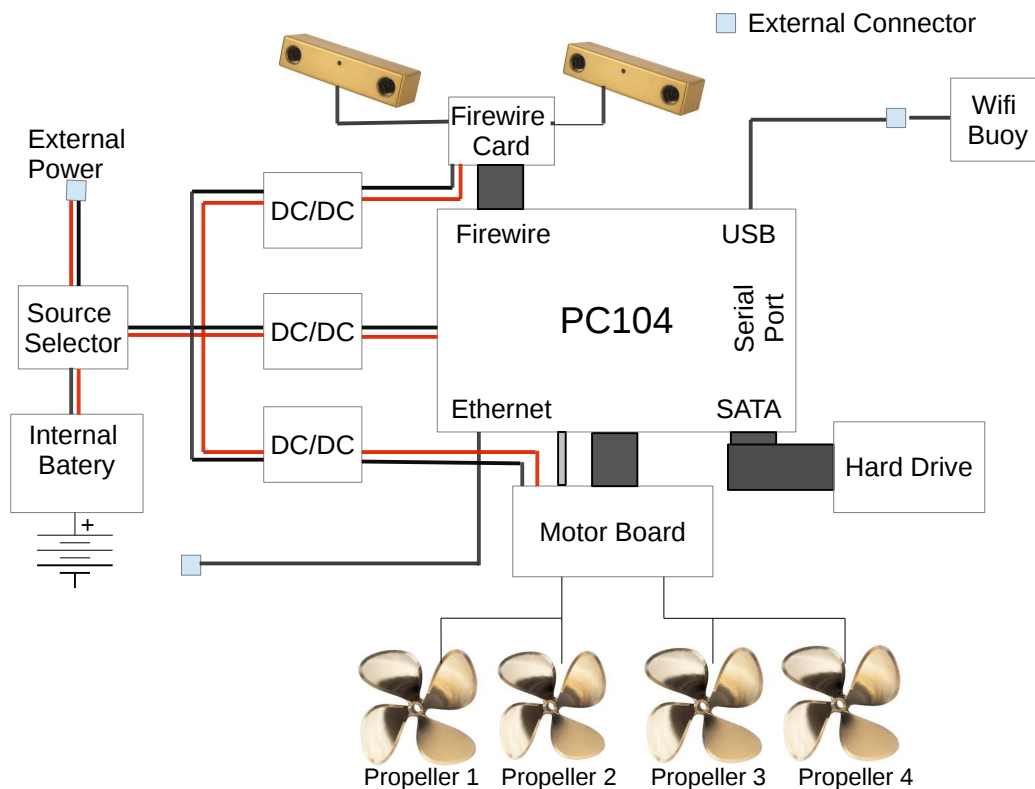 External Connector
Firewire
Card
Wifi
Buoy
External
Power
DC/DC
Firewire
USB
Source
Selector
DC/DC
PC104
Serial
Port
Ethernet
SATA
Internal
Batery
DC/DC
Hard Drive
+
Motor Board
Propeller 1
Propeller 2
Propeller 3
Propeller 4